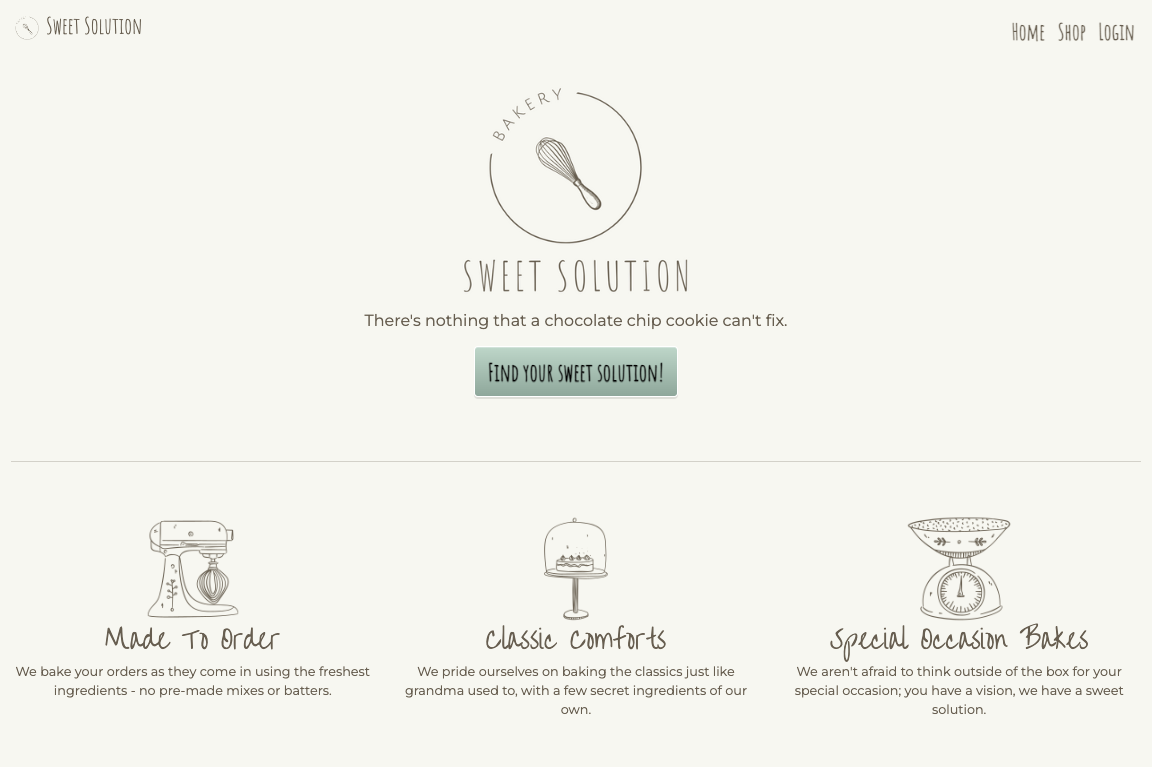 Sweet Solution
Home Shop Login
BAKERY
SWEET SOLUTION
There's nothing that a chocolate chip cookie can't fix.
Find your sweet solution!
Made To Order
We bake your orders as they come in using the freshest
ingredients - no pre-made mixes or batters.
Classic Comforts
We pride ourselves on baking the classics just like
grandma used to, with a few secret ingredients of our
own.
Special Occasion Bakes
We aren't afraid to think outside of the box for your
special occasion; you have a vision, we have a sweet
solution.